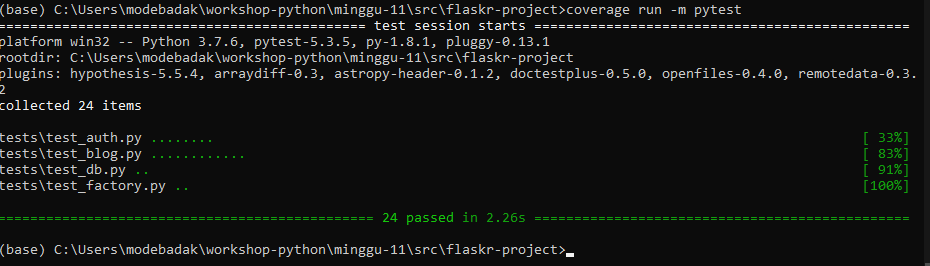 (base) C:\Users\modebadak\workshop-python\minggu-11\src\flaskr-project>coverage run -m pytest
============================================= test session starts ==============================================
platform win32 -- Python 3.7.6, pytest-5.3.5, py-1.8.1, pluggy-0.13.1
rootdir: C:\Users\modebadak\workshop-python\minggu-11\src\flaskr-project
plugins: hypothesis-5.5.4, arraydiff-0.3, astropy-header-0.1.2, doctestplus-0.5.0, openfiles-0.4.0, remotedata-0.3.
2
collected 24 items
tests\test_auth.py ........ [ 33%]
tests\test_blog.py ............ [ 83%]
tests\test_db.py .. [ 91%]
tests\test_factory.py .. [100%]
============================================== 24 passed in 2.26s ==============================================
(base) C:\Users\modebadak\workshop-python\minggu-11\src\flaskr-project>